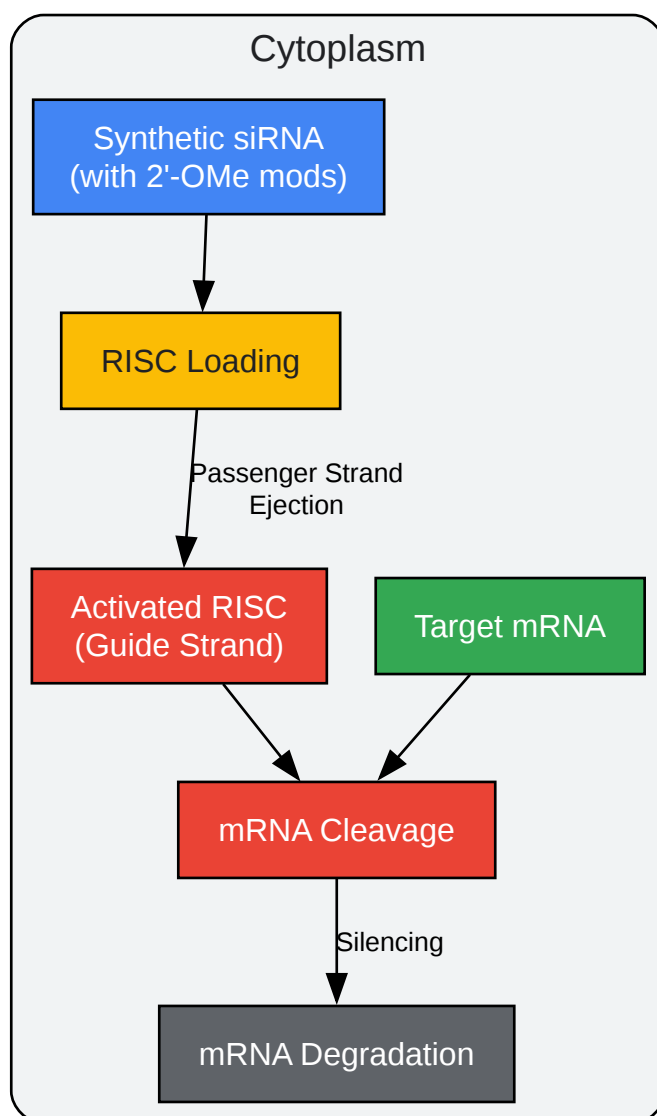 Cytoplasm
Synthetic siRNA
(with 2'-OMe mods)
RISC Loading
Passenger Strand
Ejection
Activated RISC
(Guide Strand)
Target mRNA
mRNA Cleavage
Silencing
mRNA Degradation